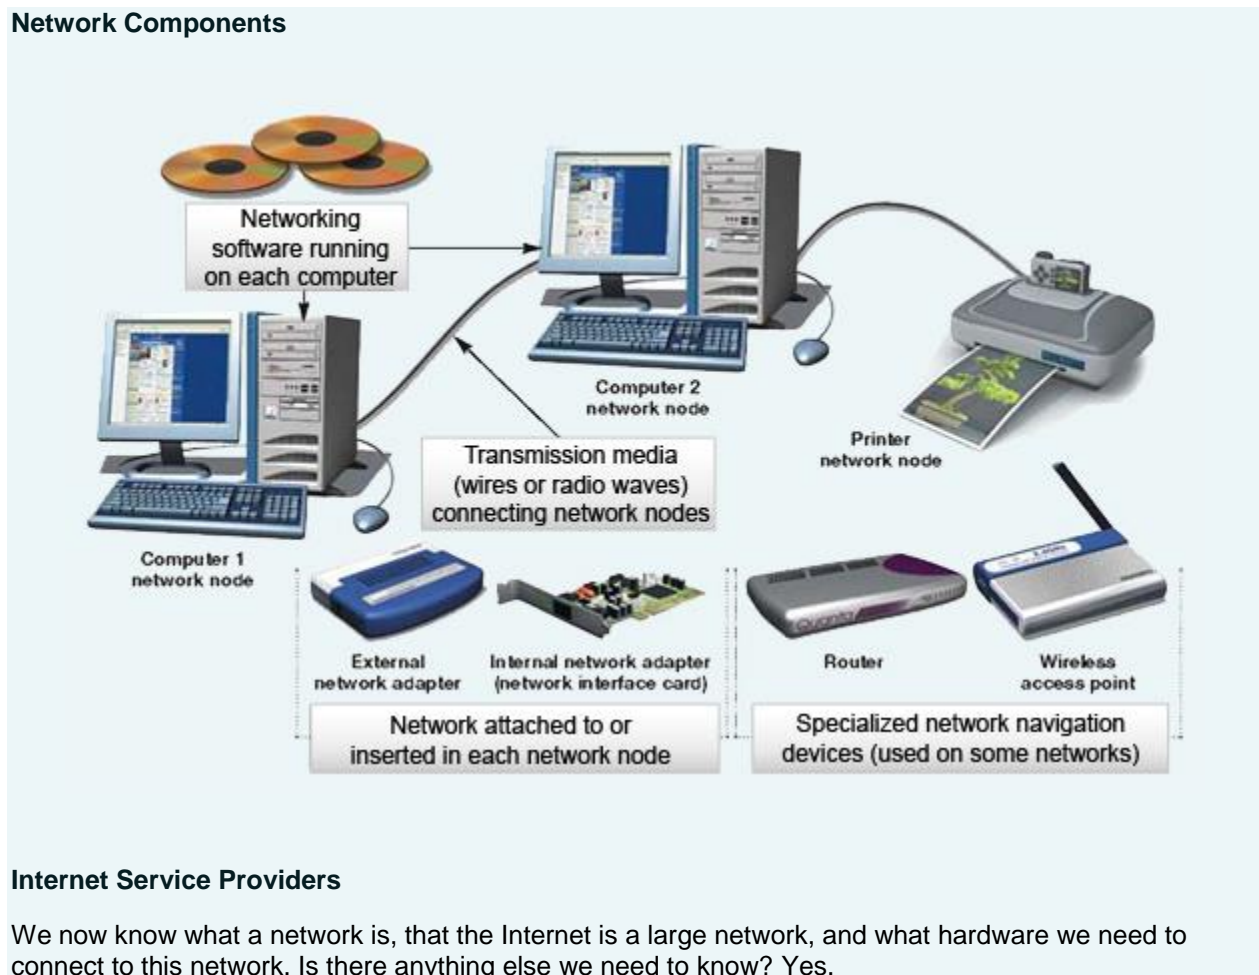 Network Components
Networking
software running
on each computer
Computer 2
network node
Printer
network node
Transmission media
(wires or radio waves)
connecting network nodes
Computer 1
network node
Quanta
External
network adapter
Internal network adapter
(network interface card)
Router
Wireless
access point
Network attached to or
inserted in each network node
Specialized network navigation
devices (used on some networks)
Internet Service Providers
We now know what a network is, that the Internet is a large network, and what hardware we need to
connect to this network. Is there anything else we need to know? Yes.